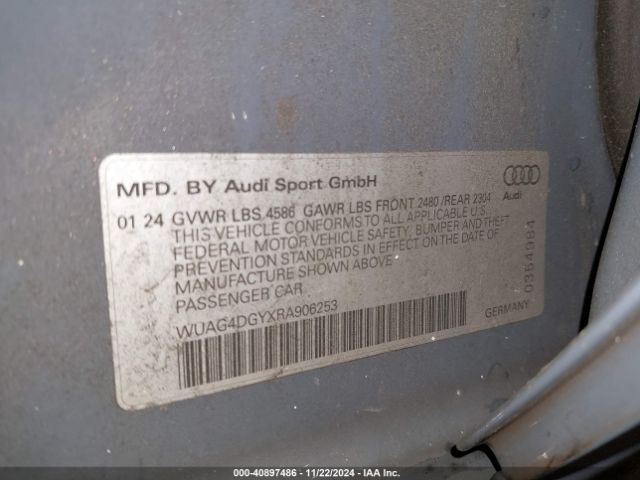 MFD. BY Audi Sport GmbH
Audi
01 24 GVWR LBS 4586 GAWR LBS FRONT 2480 /REAR 2304
THIS VEHICLE CONFORMS TO ALL APPLICABLE U.S.
FEDERAL MOTOR VEHICLE SAFETY, BUMPER AND THEFT
PREVENTION STANDARDS IN EFFECT ON THE DATE OF
MANUFACTURE SHOWN ABOVE
PASSENGER CAR
0354984
WUAG4DGYXRA906253
GERMANY
000-40897486 - 11/22/2024 - IAA Inc.